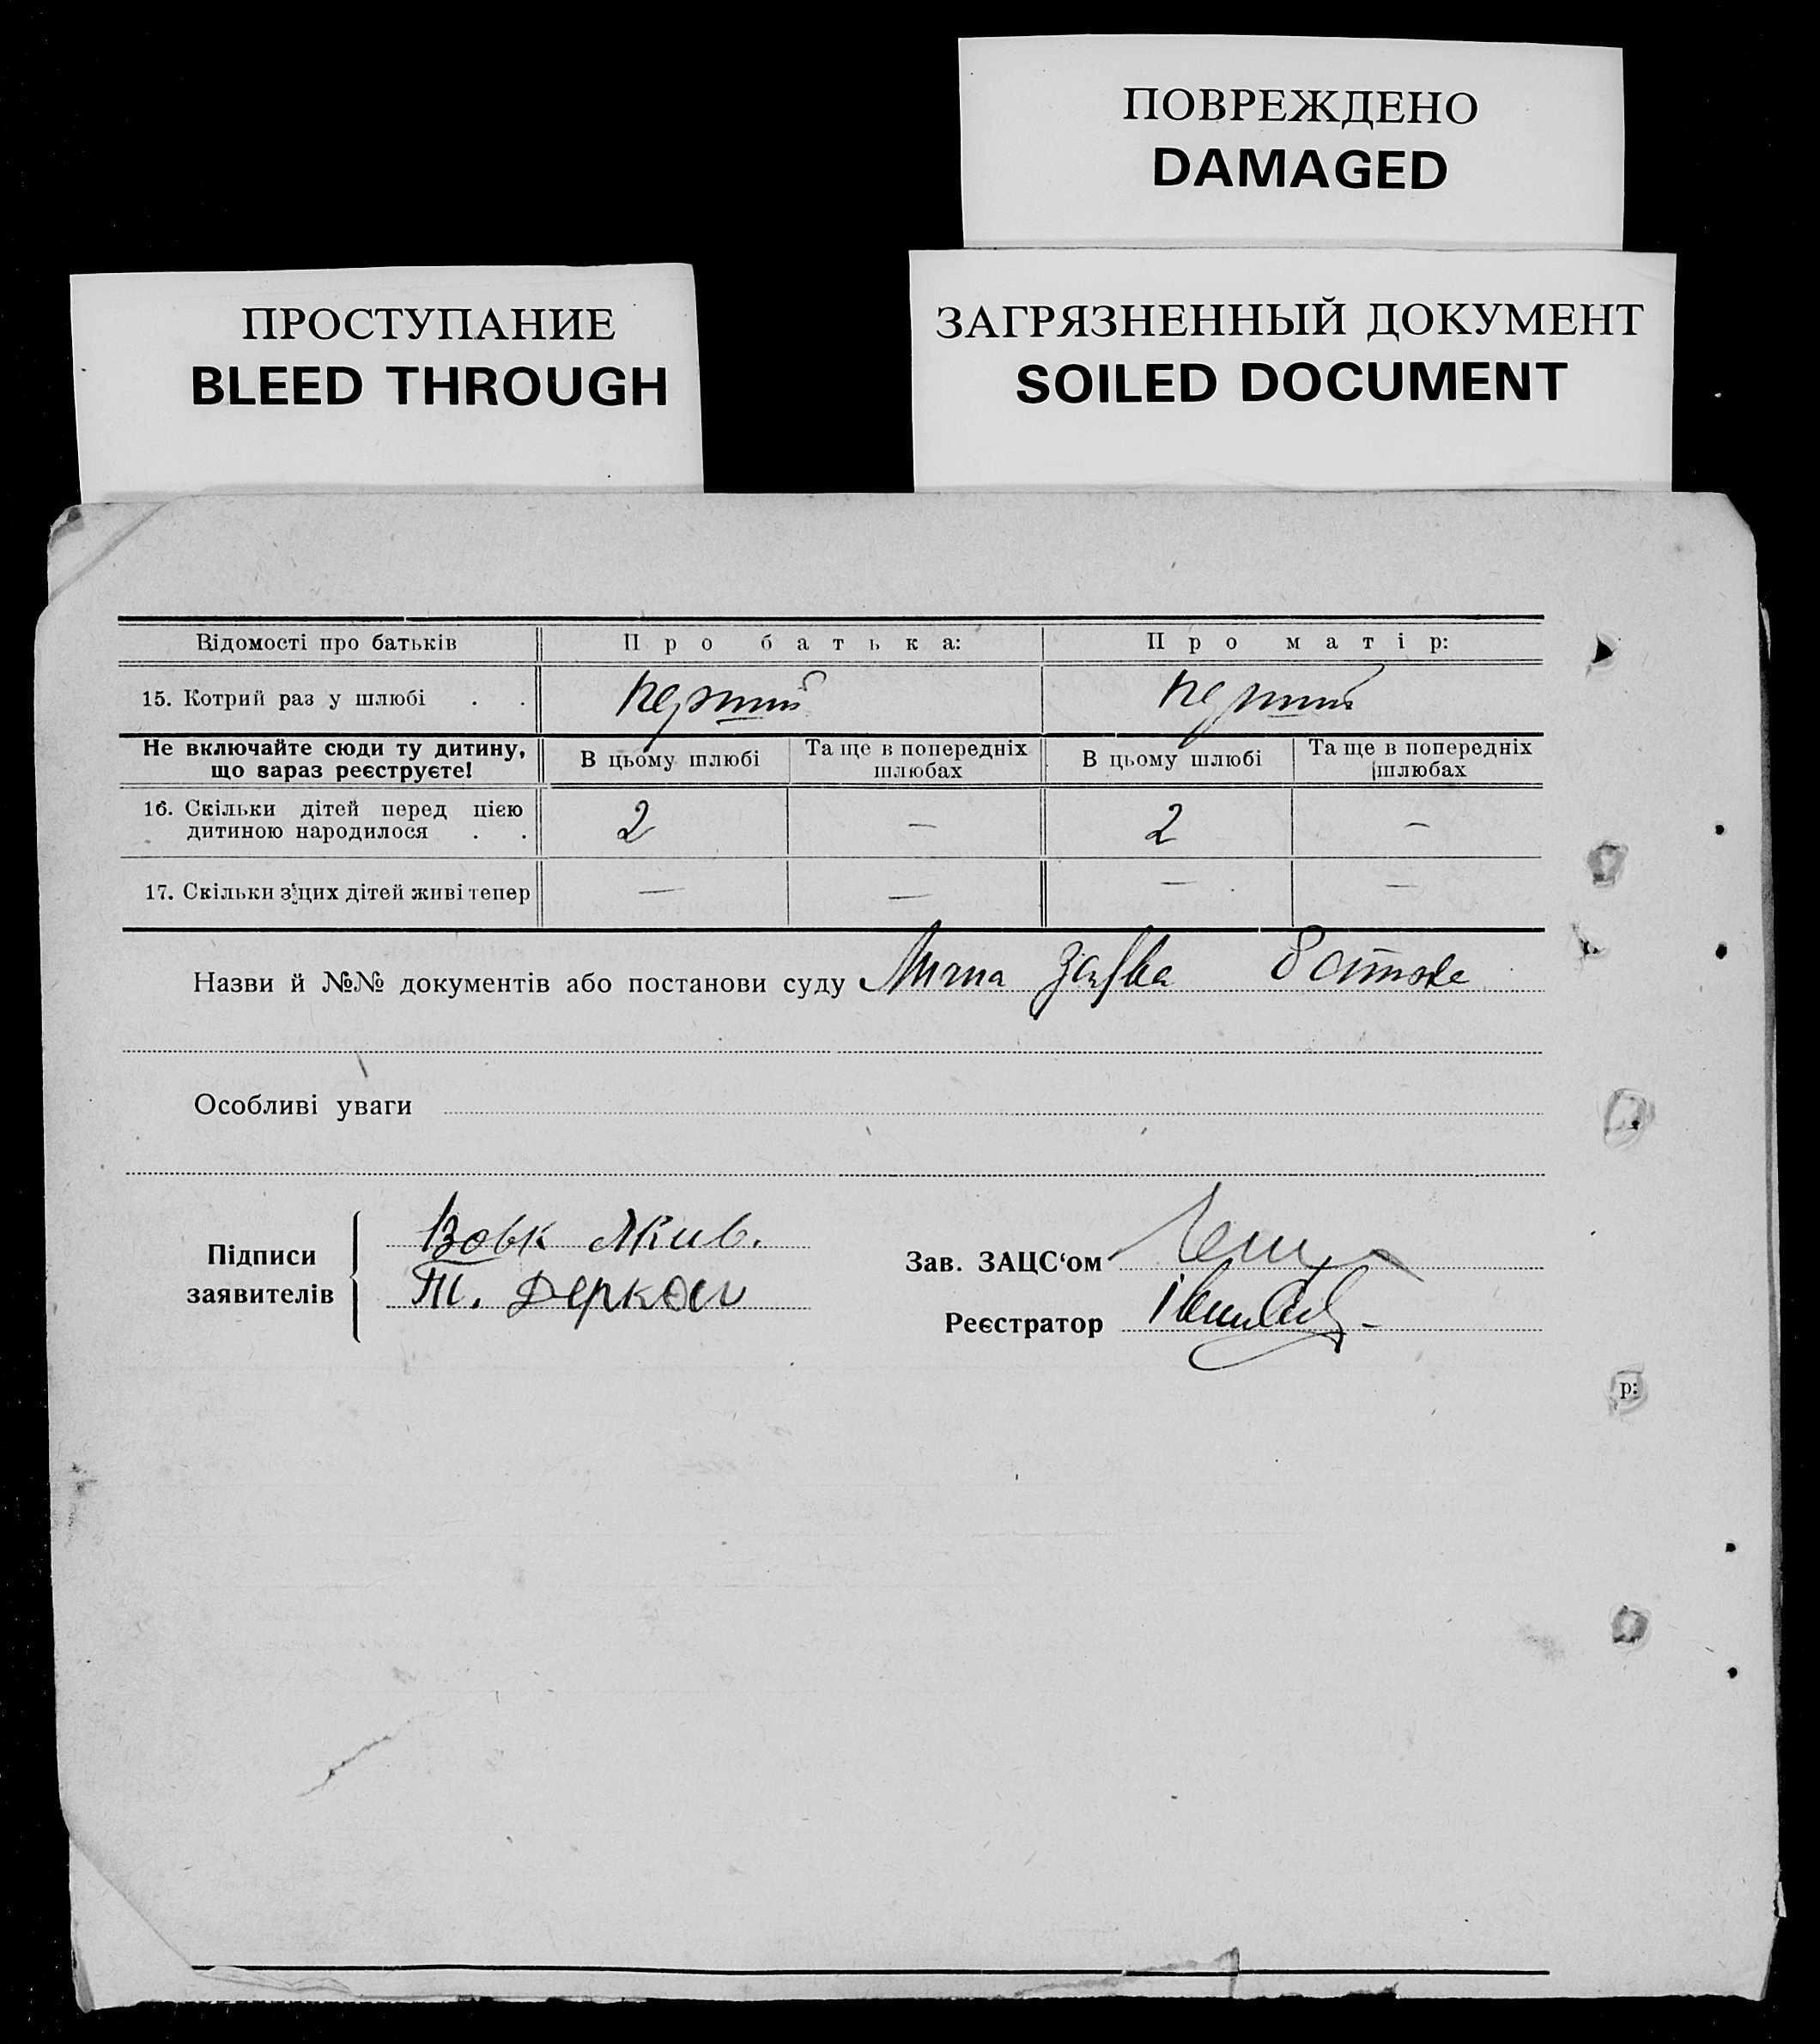 ПОВРЕЖДЕНО
DAMAGED
ПРОСТУПАНИЕ
BLEED THROUGH
ЗАГРЯЗНЕННЫЙ ДОКУМЕНТ
SOILED DOCUMENT
Відомості про батьків Про батька: Про матір:
15. Котрий раз у шлюбі . . перший перший
Не включайте сюди ту дитину, що зараз реєструєте! В цьому шлюбі Та ще в попередніх шлюбах В цьому шлюбі Та ще в попередніх шлюбах
16. Скільки дітей перед цією дитиною народилося . . 2 — 2 —
17. Скільки з цих дітей живі тепер — — — —
Назви й №№ документів або постанови суду
Особливі уваги
Підписи заявителів
Вовк Якив.
Т. Деркач
Зав. ЗАЦС‘ом
Реєстратор
р: